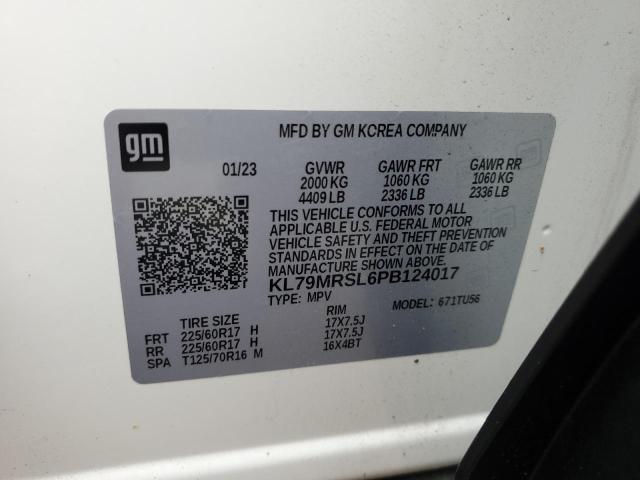 gm
MFD BY GM KOREA COMPANY
01/23 GVWR GAWR FRT GAWR RR
2000 KG 1060 KG 1060 KG
4409 LB 2336 LB 2336 LB
THIS VEHICLE CONFORMS TO ALL
APPLICABLE U.S. FEDERAL MOTOR
VEHICLE SAFETY AND THEFT PREVENTION
STANDARDS IN EFFECT ON THE DATE OF
MANUFACTURE SHOWN ABOVE.
KL79MRSL6PB124017
TYPE: MPV MODEL: 671TU56
TIRE SIZE RIM
FRT 225/60R17 H 17X7.5J
RR 225/60R17 H 17X7.5J
SPA T125/70R16 M 16X4BT